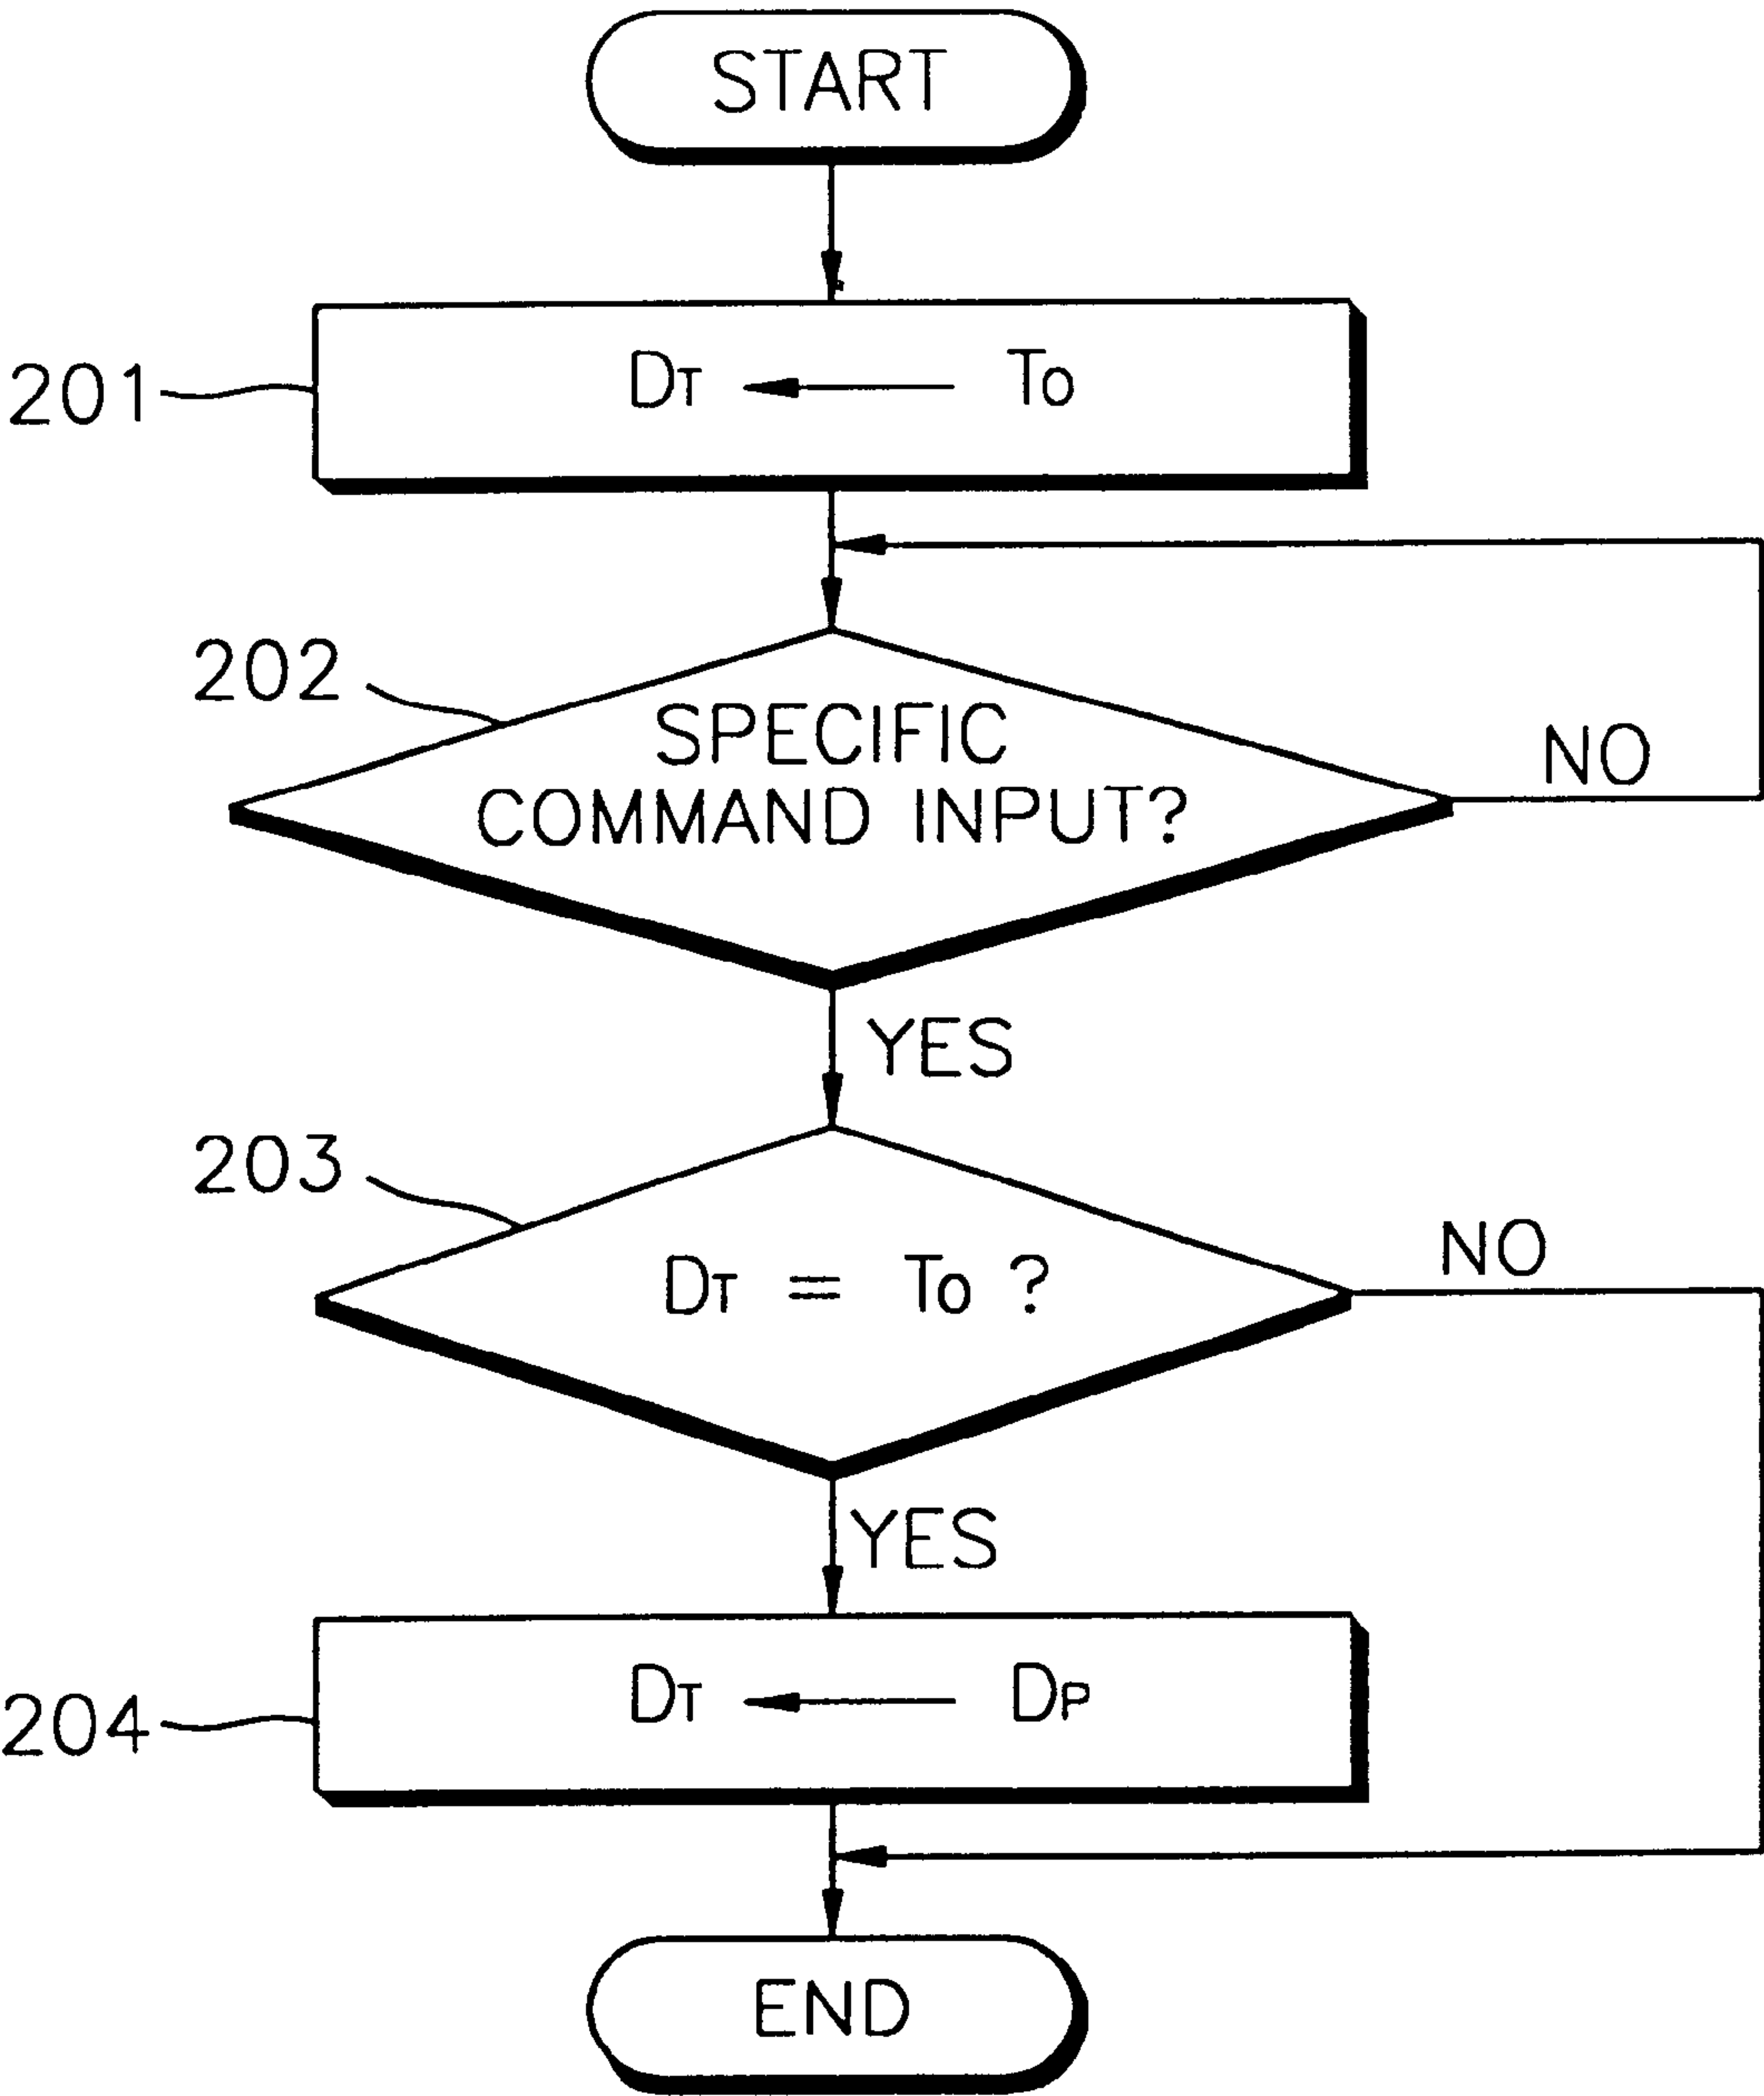 START
201
DT ← To
202
SPECIFIC
COMMAND INPUT?
NO
YES
203
DT = To ?
NO
YES
204
DT ← DP
END